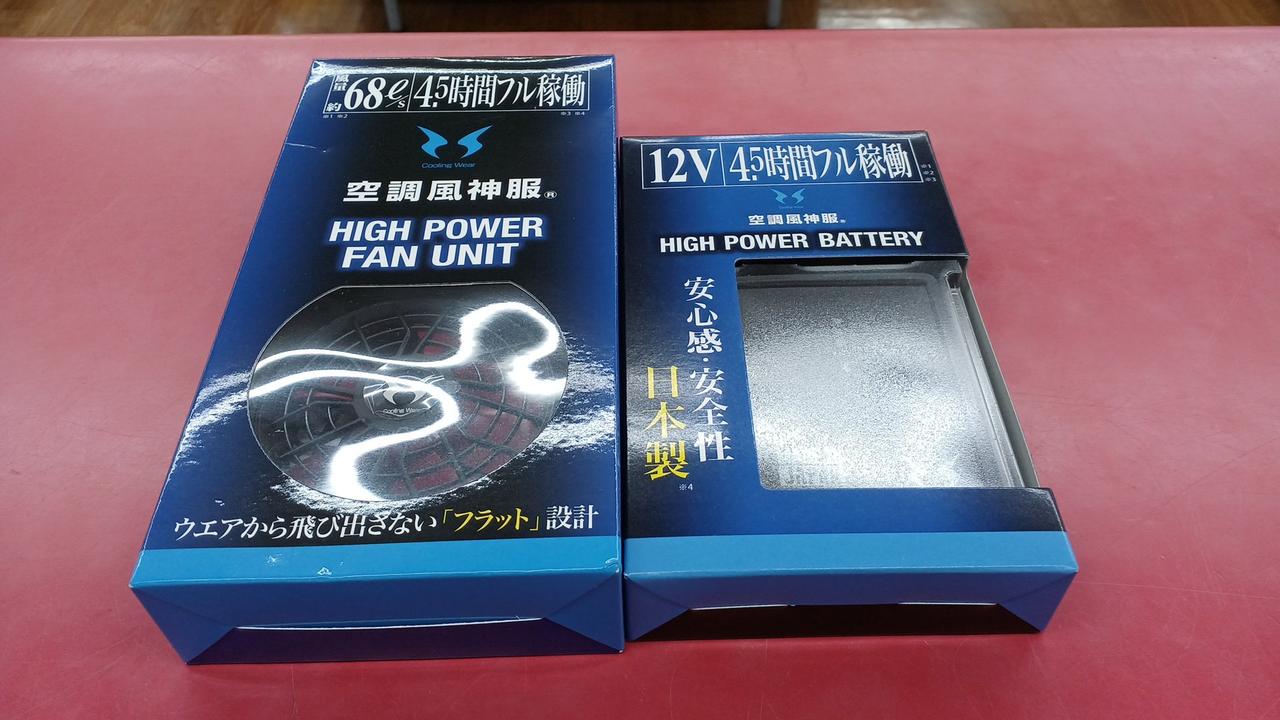 風量
約68ℓ/s 4.5時間フル稼働
※1 ※2 ※3 ※4
Cooling Wear
空調風神服®
HIGH POWER
FAN UNIT
Cooling Wear
ウエアから飛び出さない「フラット」設計
12V 4.5時間フル稼働
※1
※2
※3
空調風神服®
HIGH POWER BATTERY
安心感・安全性
日本製
※4